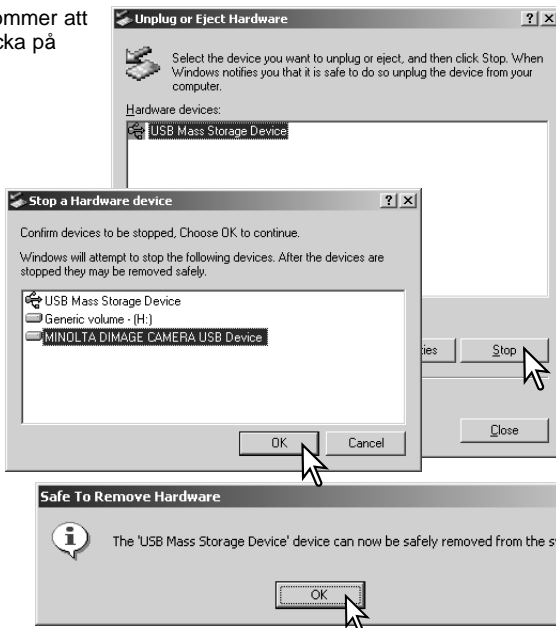 ommer att
cka på
Unplug or Eject Hardware
Select the device you want to unplug or eject, and then click Stop. When
Windows notifies you that it is safe to do so unplug the device from your
computer.
Hardware devices:
USB Mass Storage Device
Stop a Hardware device
Confirm devices to be stopped, Choose OK to continue.
Windows will attempt to stop the following devices. After the devices are
stopped they may be removed safely.
USB Mass Storage Device
Generic volume - (H:)
MINOLTA DIMAGE CAMERA USB Device
ties
Stop
OK
Cancel
Close
Safe To Remove Hardware
The 'USB Mass Storage Device' device can now be safely removed from the s
OK